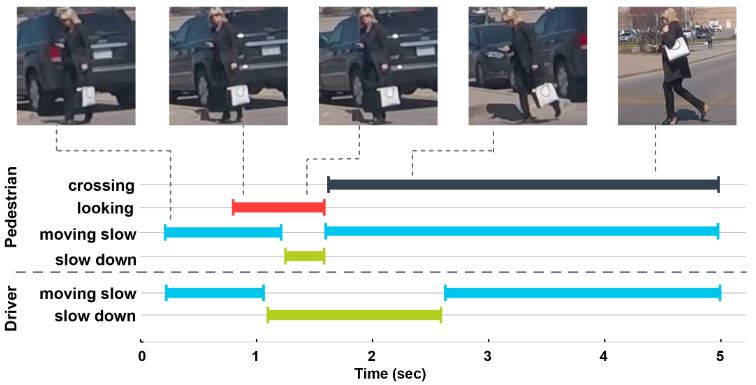 Pedestrian
crossing
looking
moving slow
slow down
Driver
moving slow
slow down
0 1 2 3 4 5
Time (sec)